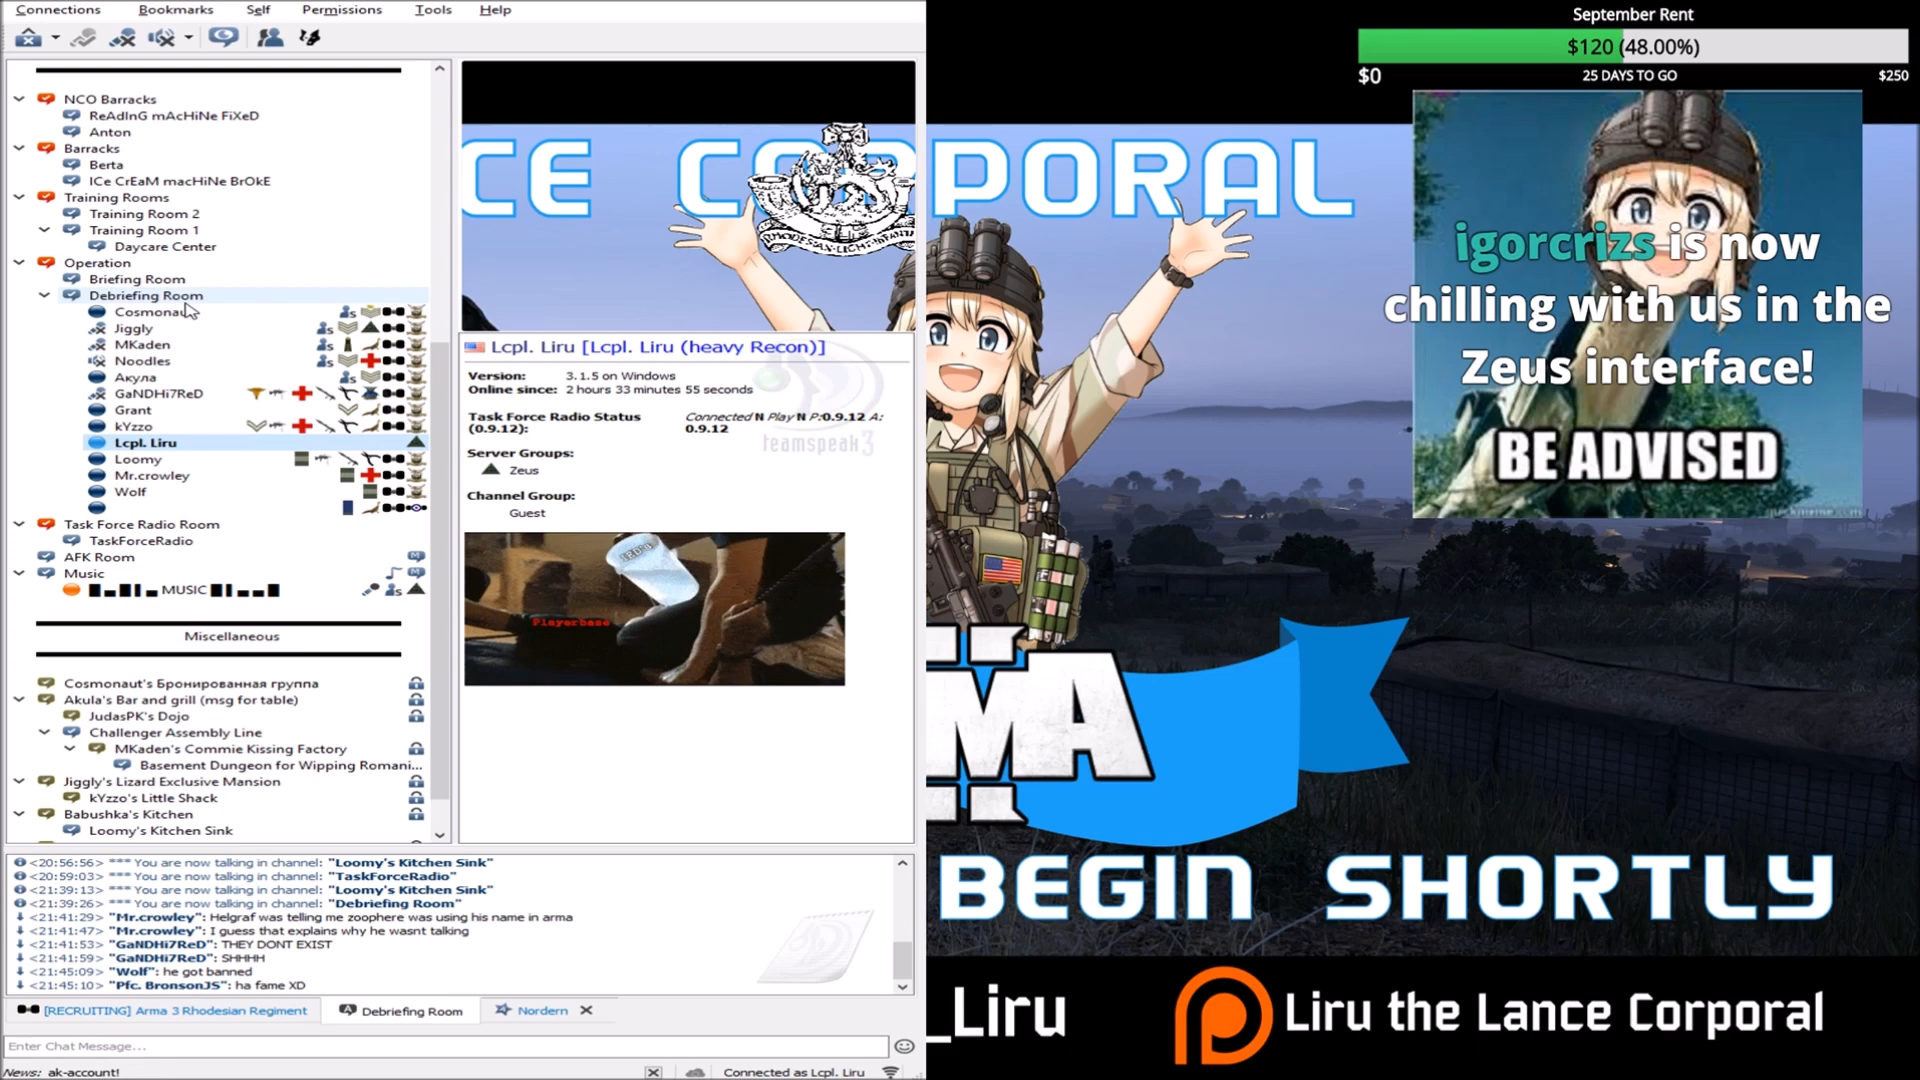 Connections Bookmarks Self Permissions Tools Help
NCO Barracks
ReAdInG mAcHiNe FiXeD
Anton
Barracks
Berta
ICe CrEaM macHiNe BrOkE
Training Rooms
Training Room 2
Training Room 1
Daycare Center
Operation
Briefing Room
Debriefing Room
Jiggly
MKaden
Noodles
Акула
GaNDHi7ReD
Grant
kYzzo
Lcpl. Liru
Loomy
Mr.crowley
Wolf
Task Force Radio Room
TaskForceRadio
AFK Room
Music
MUSIC
Miscellaneous
Cosmonaut's Бронированная группа
Akula's Bar and grill (msg for table)
JudasPK's Dojo
Challenger Assembly Line
MKaden's Commie Kissing Factory
Basement Dungeon for Wipping Romani...
Jiggly's Lizard Exclusive Mansion
kYzzo's Little Shack
Babushka's Kitchen
Loomy's Kitchen Sink
CE CORPORAL
RHODESIAN LIGHT INFANTRY
Lcpl. Liru [Lcpl. Liru (heavy Recon)]
Version: 3.1.5 on Windows
Online since: 2 hours 33 minutes 55 seconds
Task Force Radio Status (0.9.12): Connected N Play N P:0.9.12 A: 0.9.12
teamspeak3
Server Groups:
Zeus
Channel Group:
Guest
Playerbase
<20:56:56> *** You are now talking in channel: "Loomy's Kitchen Sink"
<20:59:03> *** You are now talking in channel: "TaskForceRadio"
<21:39:13> *** You are now talking in channel: "Loomy's Kitchen Sink"
<21:39:26> *** You are now talking in channel: "Debriefing Room"
<21:41:29> "Mr.crowley": Helgraf was telling me zoophere was using his name in arma
<21:41:47> "Mr.crowley": I guess that explains why he wasnt talking
<21:41:53> "GaNDHi7ReD": THEY DONT EXIST
<21:41:59> "GaNDHi7ReD": SHHHH
<21:45:09> "Wolf": he got banned
<21:45:10> "Pfc. BronsonJS": ha fame XD
[RECRUITING] Arma 3 Rhodesian Regiment
Debriefing Room
Nordern
Enter Chat Message...
News: ak-account!
Connected as Lcpl. Liru
September Rent
$120 (48.00%)
$0 25 DAYS TO GO $250
igorcrizs is now
chilling with us in the
Zeus interface!
BE ADVISED
MA
BEGIN SHORTLY
_Liru
Liru the Lance Corporal